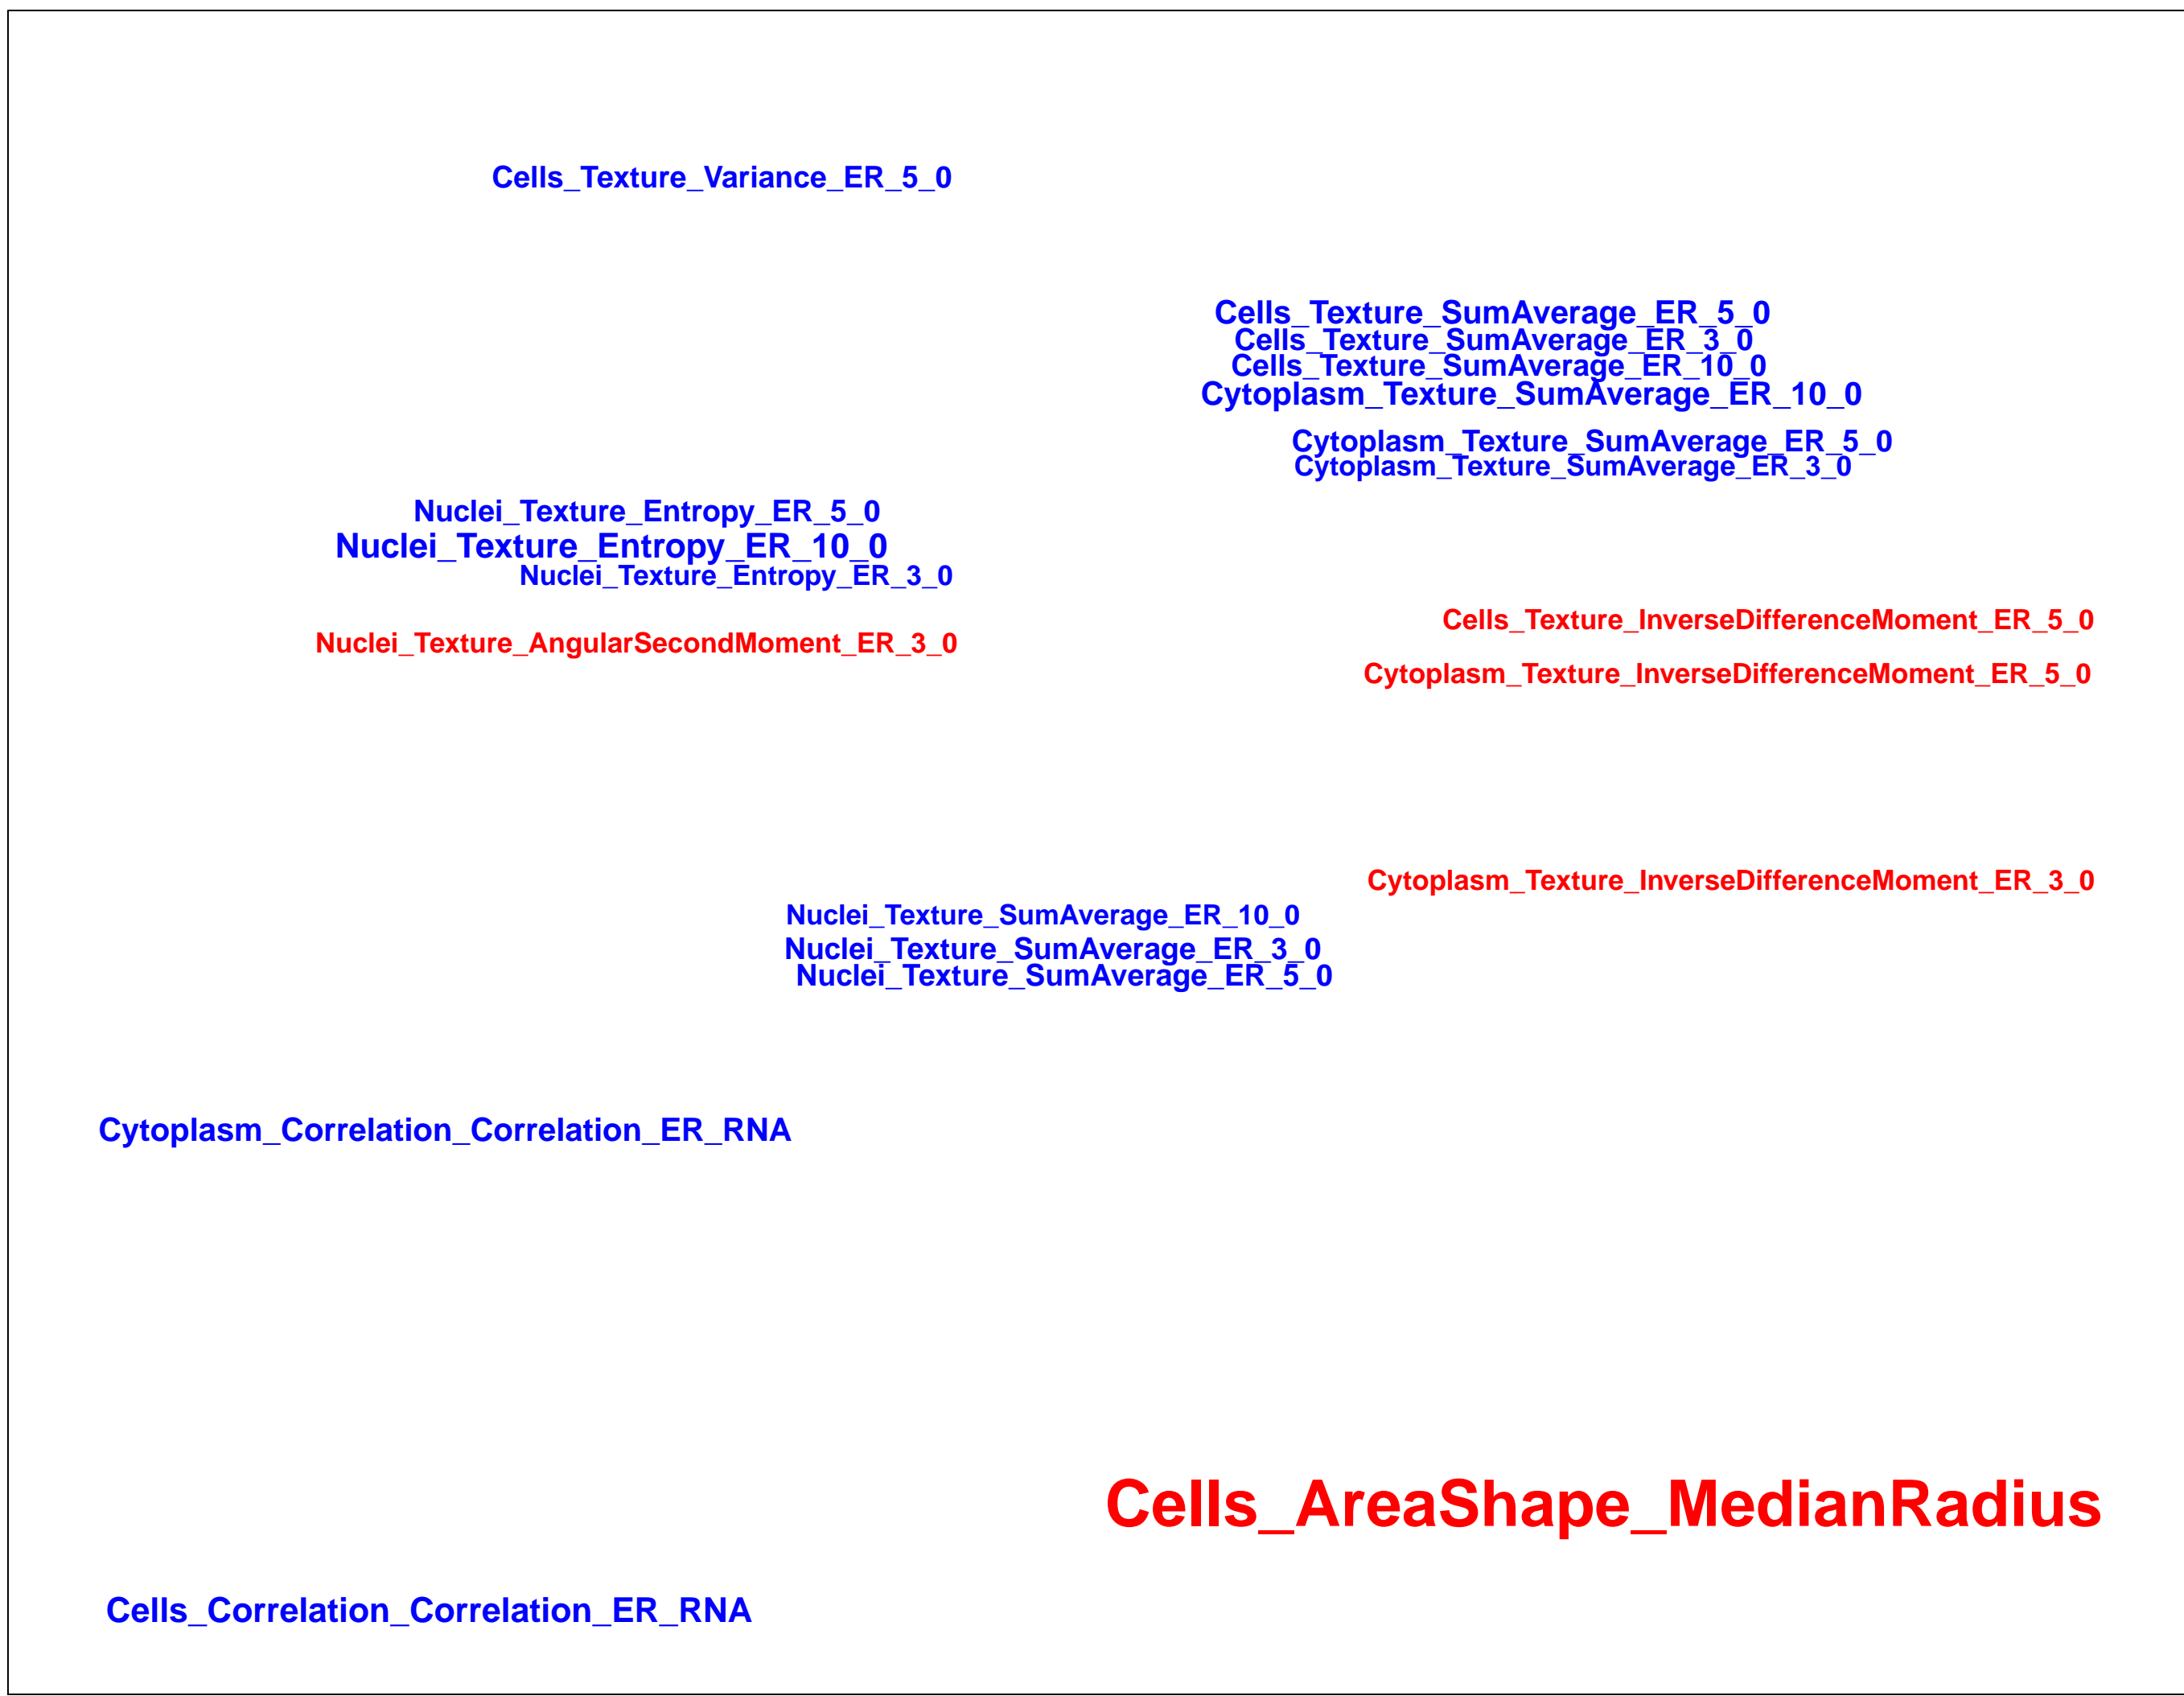 Cells_Texture_Variance_ER_5_0
Cells_Texture_SumAverage_ER_5_0
Cells_Texture_SumAverage_ER_3_0
Cells_Texture_SumAverage_ER_10_0
Cytoplasm_Texture_SumAverage_ER_10_0
Cytoplasm_Texture_SumAverage_ER_5_0
Cytoplasm_Texture_SumAverage_ER_3_0
Nuclei_Texture_Entropy_ER_5_0
Nuclei_Texture_Entropy_ER_10_0
Nuclei_Texture_Entropy_ER_3_0
Cells_Texture_InverseDifferenceMoment_ER_5_0
Nuclei_Texture_AngularSecondMoment_ER_3_0
Cytoplasm_Texture_InverseDifferenceMoment_ER_5_0
Cytoplasm_Texture_InverseDifferenceMoment_ER_3_0
Nuclei_Texture_SumAverage_ER_10_0
Nuclei_Texture_SumAverage_ER_3_0
Nuclei_Texture_SumAverage_ER_5_0
Cytoplasm_Correlation_Correlation_ER_RNA
Cells_AreaShape_MedianRadius
Cells_Correlation_Correlation_ER_RNA